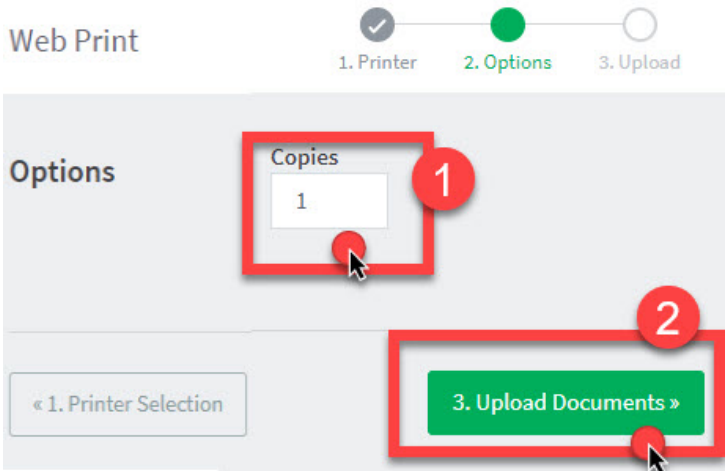 Web Print
1. Printer
2. Options
3. Upload
Options
Copies
1
1
2
« 1. Printer Selection
3. Upload Documents »